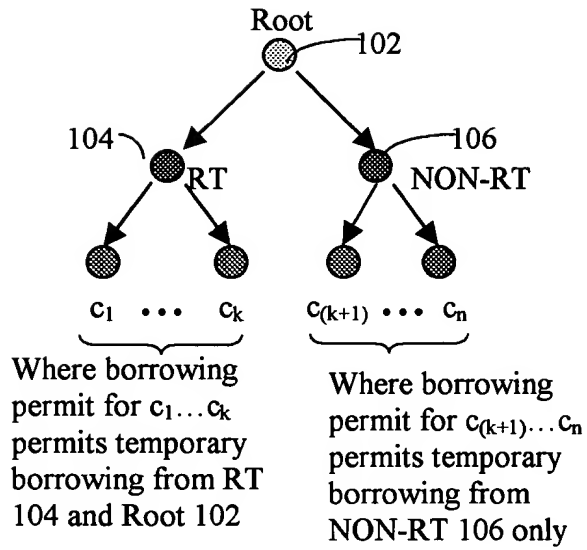 Root
102
104
106
RT
NON-RT
c₁ ••• cₖ
c₍ₖ₊₁₎ ••• cₙ
Where borrowing
permit for c₁...cₖ
permits temporary
borrowing from RT
104 and Root 102
Where borrowing
permit for c₍ₖ₊₁₎...cₙ
permits temporary
borrowing from
NON-RT 106 only